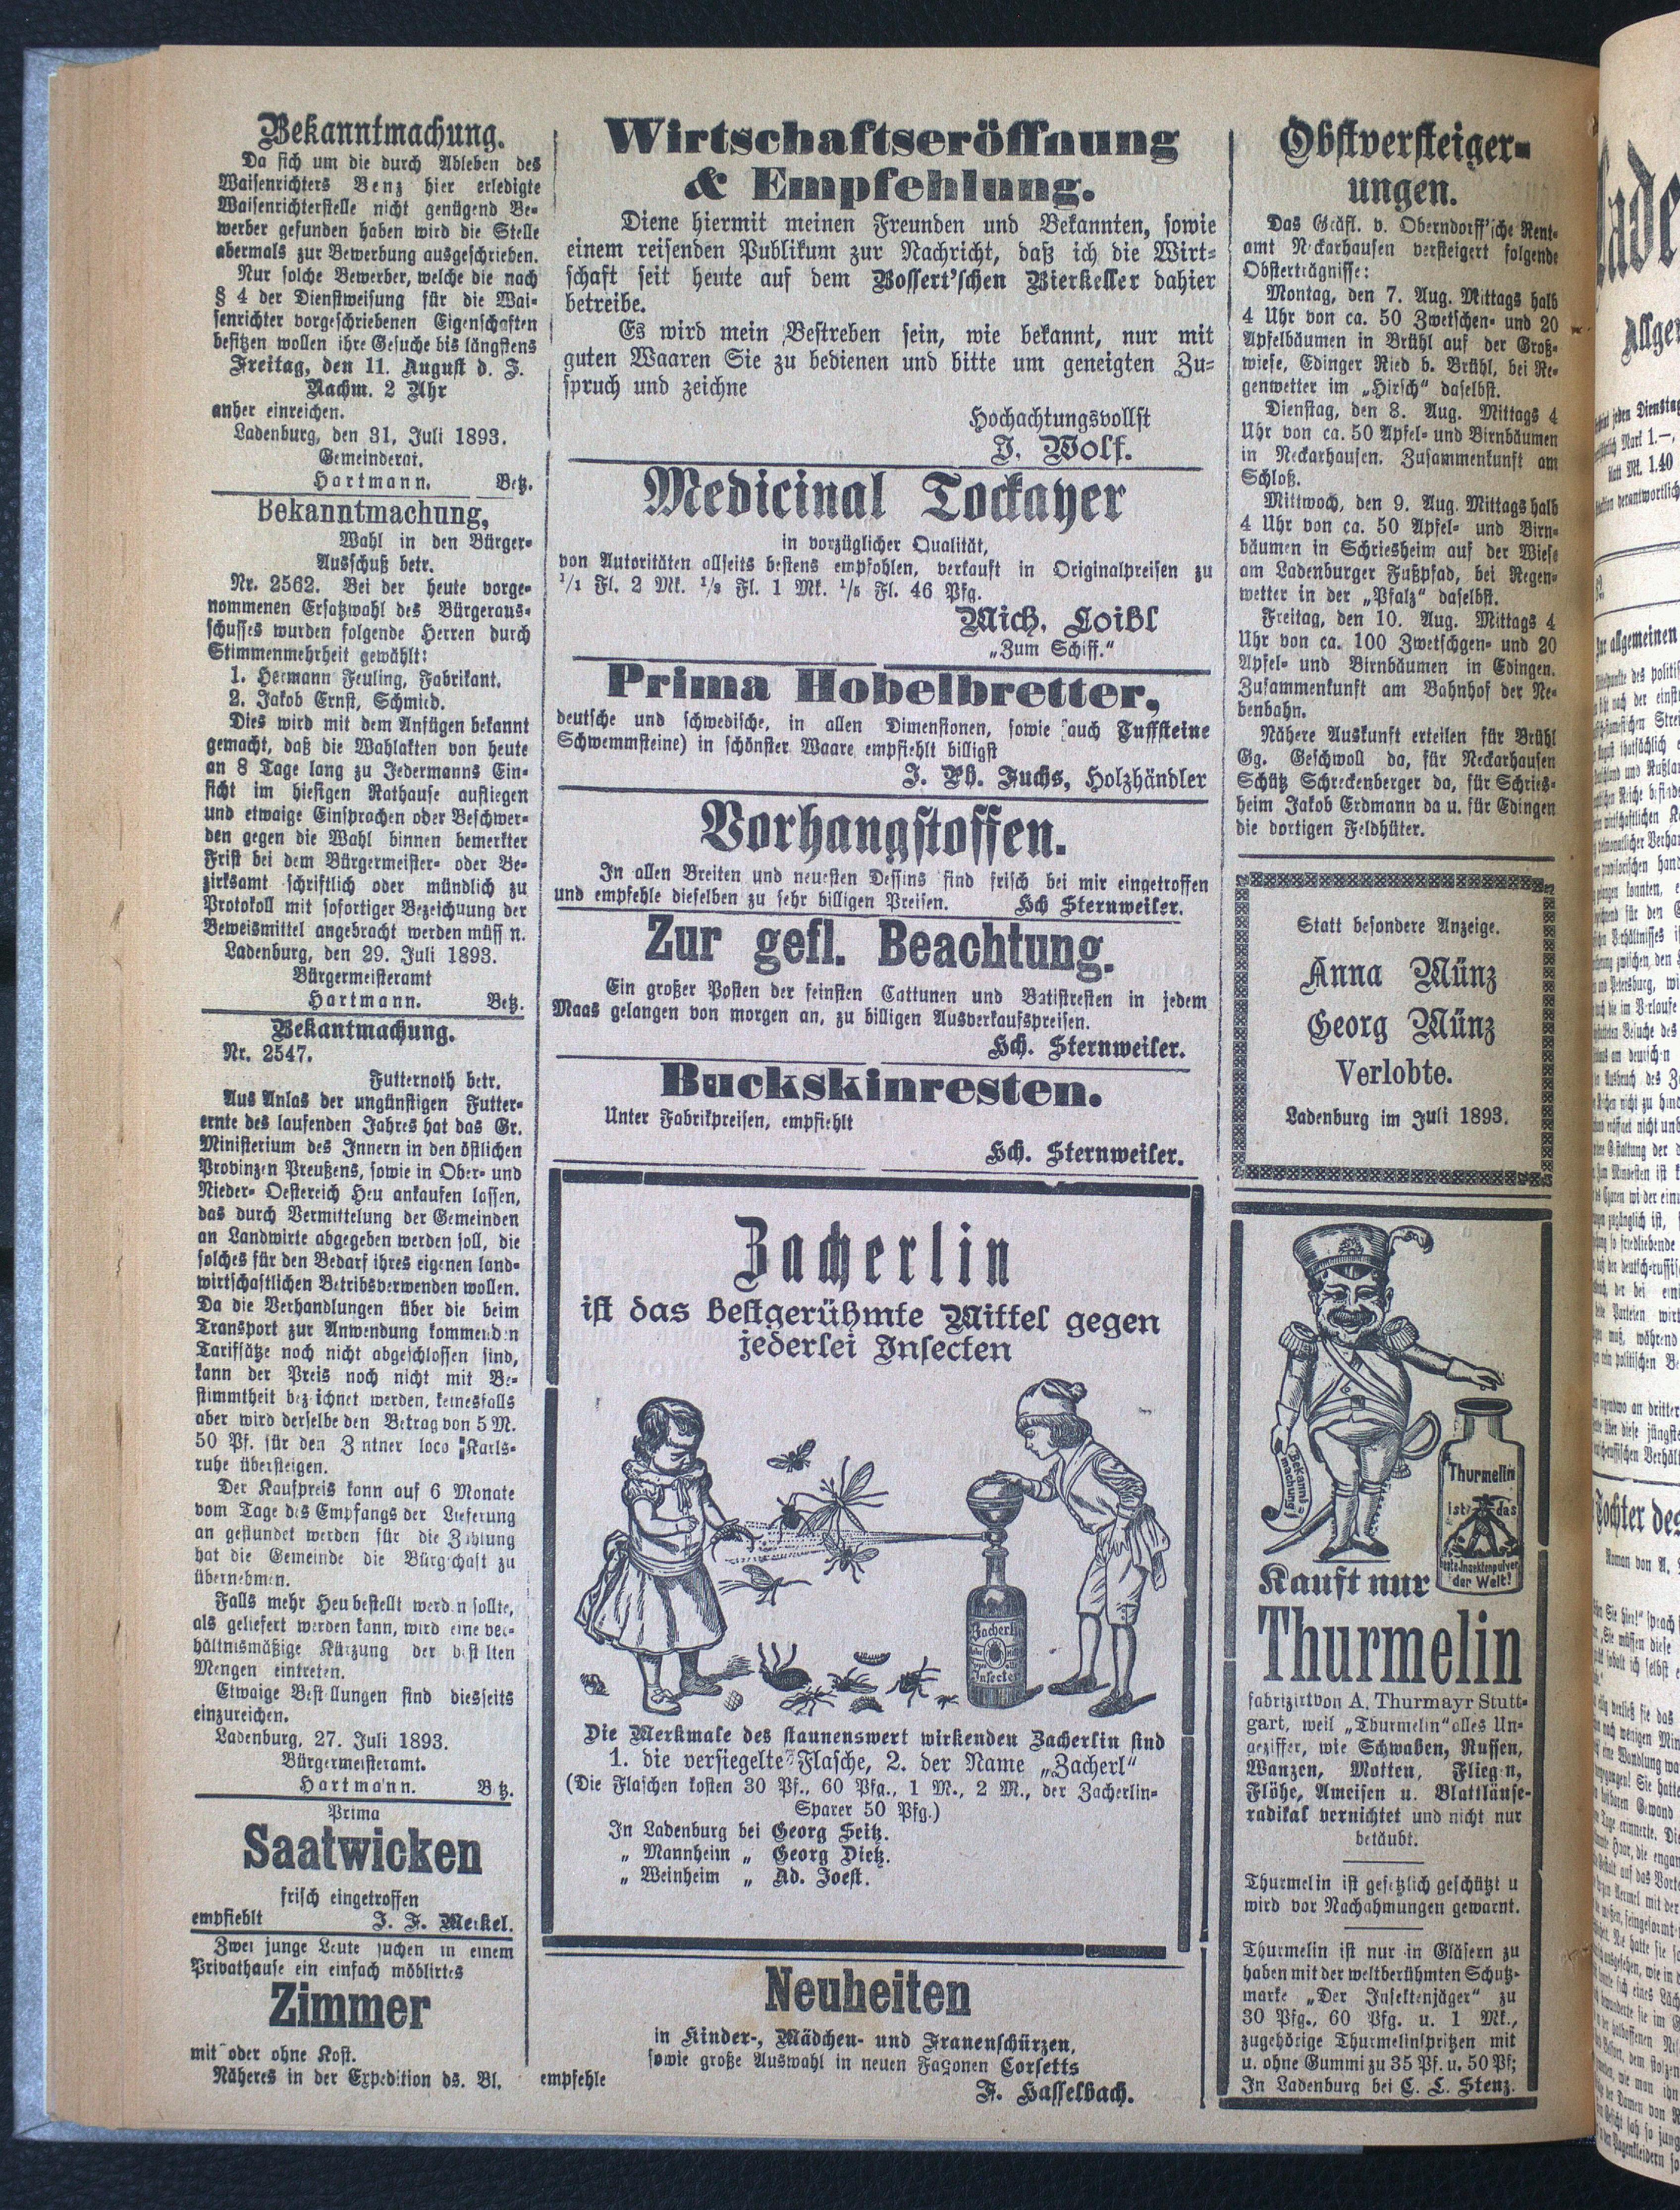 Bekanntmachung.
Da sich um die durch Ableben des
Waisenrichters Benz hier erledigte
Waisenrichterstelle nicht genügend Be-
werber gefunden haben wird die Stelle
abermals zur Bewerbung ausgeschrieben.
Nur solche Bewerber, welche die nach
§ 4 der Dienstweisung für die Wai-
senrichter vorgeschriebenen Eigenschaften
besitzen wollen ihre Gesuche bis längstens
Freitag, den 11. August d. J.
Nachm. 2 Uhr
anher einreichen.
Ladenburg, den 31. Juli 1893.
Gemeinderat.
Hartmann. Betz.
Bekanntmachung,
Wahl in den Bürger-
Ausschuß betr.
Nr. 2562. Bei der heute vorge-
nommenen Ersatzwahl des Bürgeraus-
schusses wurden folgende Herren durch
Stimmenmehrheit gewählt:
1. Hermann Feuling, Fabrikant.
2. Jakob Ernst, Schmied.
Dies wird mit dem Anfügen bekannt
gemacht, daß die Wahlakten von heute
an 8 Tage lang zu Jedermanns Ein-
sicht im hiesigen Rathause aufliegen
und etwaige Einsprachen oder Beschwer-
den gegen die Wahl binnen bemerkter
Frist bei dem Bürgermeister- oder Be-
zirksamt schriftlich oder mündlich zu
Protokoll mit sofortiger Bezeichnung der
Beweismittel angebracht werden müss n.
Ladenburg, den 29. Juli 1893.
Bürgermeisteramt
Hartmann. Betz.
Bekantmachung.
Nr. 2547.
Futternoth betr.
Aus Anlas der ungünstigen Futter-
ernte des laufenden Jahres hat das Gr.
Ministerium des Innern in den östlichen
Provinzen Preußens, sowie in Ober- und
Nieder- Oestereich Heu ankaufen lassen,
das durch Vermittelung der Gemeinden
an Landwirte abgegeben werden soll, die
solches für den Bedarf ihres eigenen land-
wirtschaftlichen Betribsverwenden wollen.
Da die Verhandlungen über die beim
Transport zur Anwendung kommend n
Tarifsätze noch nicht abgeschlossen sind,
kann der Preis noch nicht mit Be-
stimmtheit bez ichnet werden, keinesfalls
aber wird derselbe den Betrag von 5 M.
50 Pf. für den Z ntner loco Karls-
ruhe übersteigen.
Der Kaufpreis kann auf 6 Monate
vom Tage des Empfangs der Lieferung
an gestundet werden für die Zahlung
hat die Gemeinde die Bürgschaft zu
übernehmen.
Falls mehr Heu bestellt werd n sollte,
als geliefert werden kann, wird eine ver-
hältnismäßige Kürzung der best llten
Mengen eintreten.
Etwaige Best llungen sind diesseits
einzureichen.
Ladenburg, 27. Juli 1893.
Bürgermeisteramt.
Hartmann. B tz.
Prima
Saatwicken
frisch eingetroffen
empfiehlt J. F. Merkel.
Zwei junge Leute suchen in einem
Privathause ein einfach möblirtes
Zimmer
mit oder ohne Kost.
Näheres in der Expedition ds. Bl.
Wirtschaftseröffnung
& Empfehlung.
Diene hiermit meinen Freunden und Bekannten, sowie
einem reisenden Publikum zur Nachricht, daß ich die Wirt-
schaft seit heute auf dem Bossert'schen Bierkeller dahier
betreibe.
Es wird mein Bestreben sein, wie bekannt, nur mit
guten Waaren Sie zu bedienen und bitte um geneigten Zu-
spruch und zeichne
Hochachtungsvollst
J. Wolf.
Medicinal Tockayer
in vorzüglicher Qualität,
von Autoritäten allseits bestens empfohlen, verkauft in Originalpreisen zu
1/1 Fl. 2 Mk. 1/2 Fl. 1 Mk. 1/5 Fl. 46 Pfg.
Mich. Loibl
„Zum Schiff.“
Prima Hobelbretter,
deutsche und schwedische, in allen Dimensionen, sowie auch Tuffsteine
Schwemmsteine) in schönster Waare empfiehlt billigst
J. Ph. Fuchs, Holzhändler
Vorhangstoffen.
In allen Breiten und neuesten Dessins sind frisch bei mir eingetroffen
und empfehle dieselben zu sehr billigen Preisen. Hch Sternweiler.
Zur gefl. Beachtung.
Ein großer Posten der feinsten Cattunen und Batistresten in jedem
Maas gelangen von morgen an, zu billigen Ausverkaufspreisen.
Hch. Sternweiler.
Buckskinresten.
Unter Fabrikpreisen, empfiehlt
Hch. Sternweiler.
Zacherlin
ist das bestgerühmte Mittel gegen
jederlei Insecten
Zacherlin
Insecten
Die Merkmale des staunenswert wirkenden Zacherlin sind
1. die versiegelte Flasche, 2. der Name „Zacherl“
(Die Flaschen kosten 30 Pf., 60 Pfg., 1 M., 2 M., der Zacherlin-
Sparer 50 Pfg.)
In Ladenburg bei Georg Seitz.
„ Mannheim „ Georg Dietz.
„ Weinheim „ Ad. Joest.
Neuheiten
in Kinder-, Mädchen- und Frauenschürzen,
sowie große Auswahl in neuen Façonen Corsetts
empfehle
F. Hasselbach.
Obstversteiger-
ungen.
Das Gräfl. v. Oberndorff'sche Rent-
amt Neckarhausen versteigert folgende
Obsterträgnisse:
Montag, den 7. Aug. Mittags halb
4 Uhr von ca. 50 Zwetschen- und 20
Apfelbäumen in Brühl auf der Groß-
wiese, Edinger Ried b. Brühl, bei Re-
genwetter im „Hirsch“ daselbst.
Dienstag, den 8. Aug. Mittags 4
Uhr von ca. 50 Apfel- und Birnbäumen
in Neckarhausen. Zusammenkunft am
Schloß.
Mittwoch, den 9. Aug. Mittags halb
4 Uhr von ca. 50 Apfel- und Birn-
bäumen in Schriesheim auf der Wiese
am Ladenburger Fußpfad, bei Regen-
wetter in der „Pfalz“ daselbst.
Freitag, den 10. Aug. Mittags 4
Uhr von ca. 100 Zwetschgen- und 20
Apfel- und Birnbäumen in Edingen.
Zusammenkunft am Bahnhof der Ne-
benbahn.
Nähere Auskunft erteilen für Brühl
Gg. Geschwoll da, für Neckarhausen
Schütz Schreckenberger da, für Schries-
heim Jakob Erdmann da u. für Edingen
die dortigen Feldhüter.
Statt besondere Anzeige.
Anna Münz
Georg Münz
Verlobte.
Ladenburg im Juli 1893.
Bekannt-
machung!
Thurmelin
ist das
beste Insektenpulver
der Welt!
Kauft nur
Thurmelin
fabrizirt von A. Thurmayr Stutt-
gart, weil „Thurmelin“ alles Un-
geziffer, wie Schwaben, Russen,
Wanzen, Motten, Flieg n,
Flöhe, Ameisen u. Blattläuse-
radikal vernichtet und nicht nur
betäubt.
Thurmelin ist gesetzlich geschützt u
wird vor Nachahmungen gewarnt.
Thurmelin ist nur in Gläsern zu
haben mit der weltberühmten Schutz-
marke „Der Insektenjäger“ zu
30 Pfg., 60 Pfg. u. 1 Mk.,
zugehörige Thurmelinspritzen mit
u. ohne Gummi zu 35 Pf. u. 50 Pf;
In Ladenburg bei C. L. Stenz.